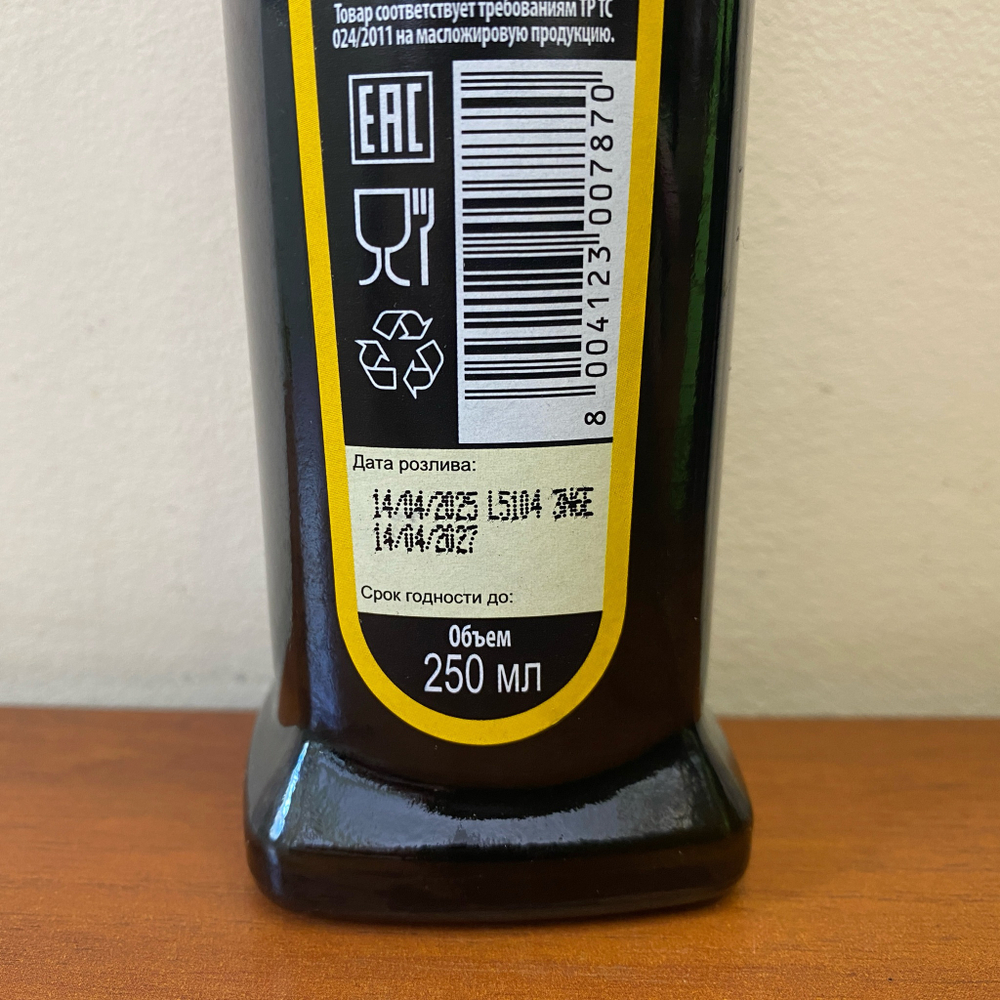 Товар соответствует требованиям ТР ТС
024/2011 на масложировую продукцию.
EAC
8 004123 007870
Дата розлива:
14/04/2025 L5104
14/04/2027
Срок годности до:
Объем
250 мл